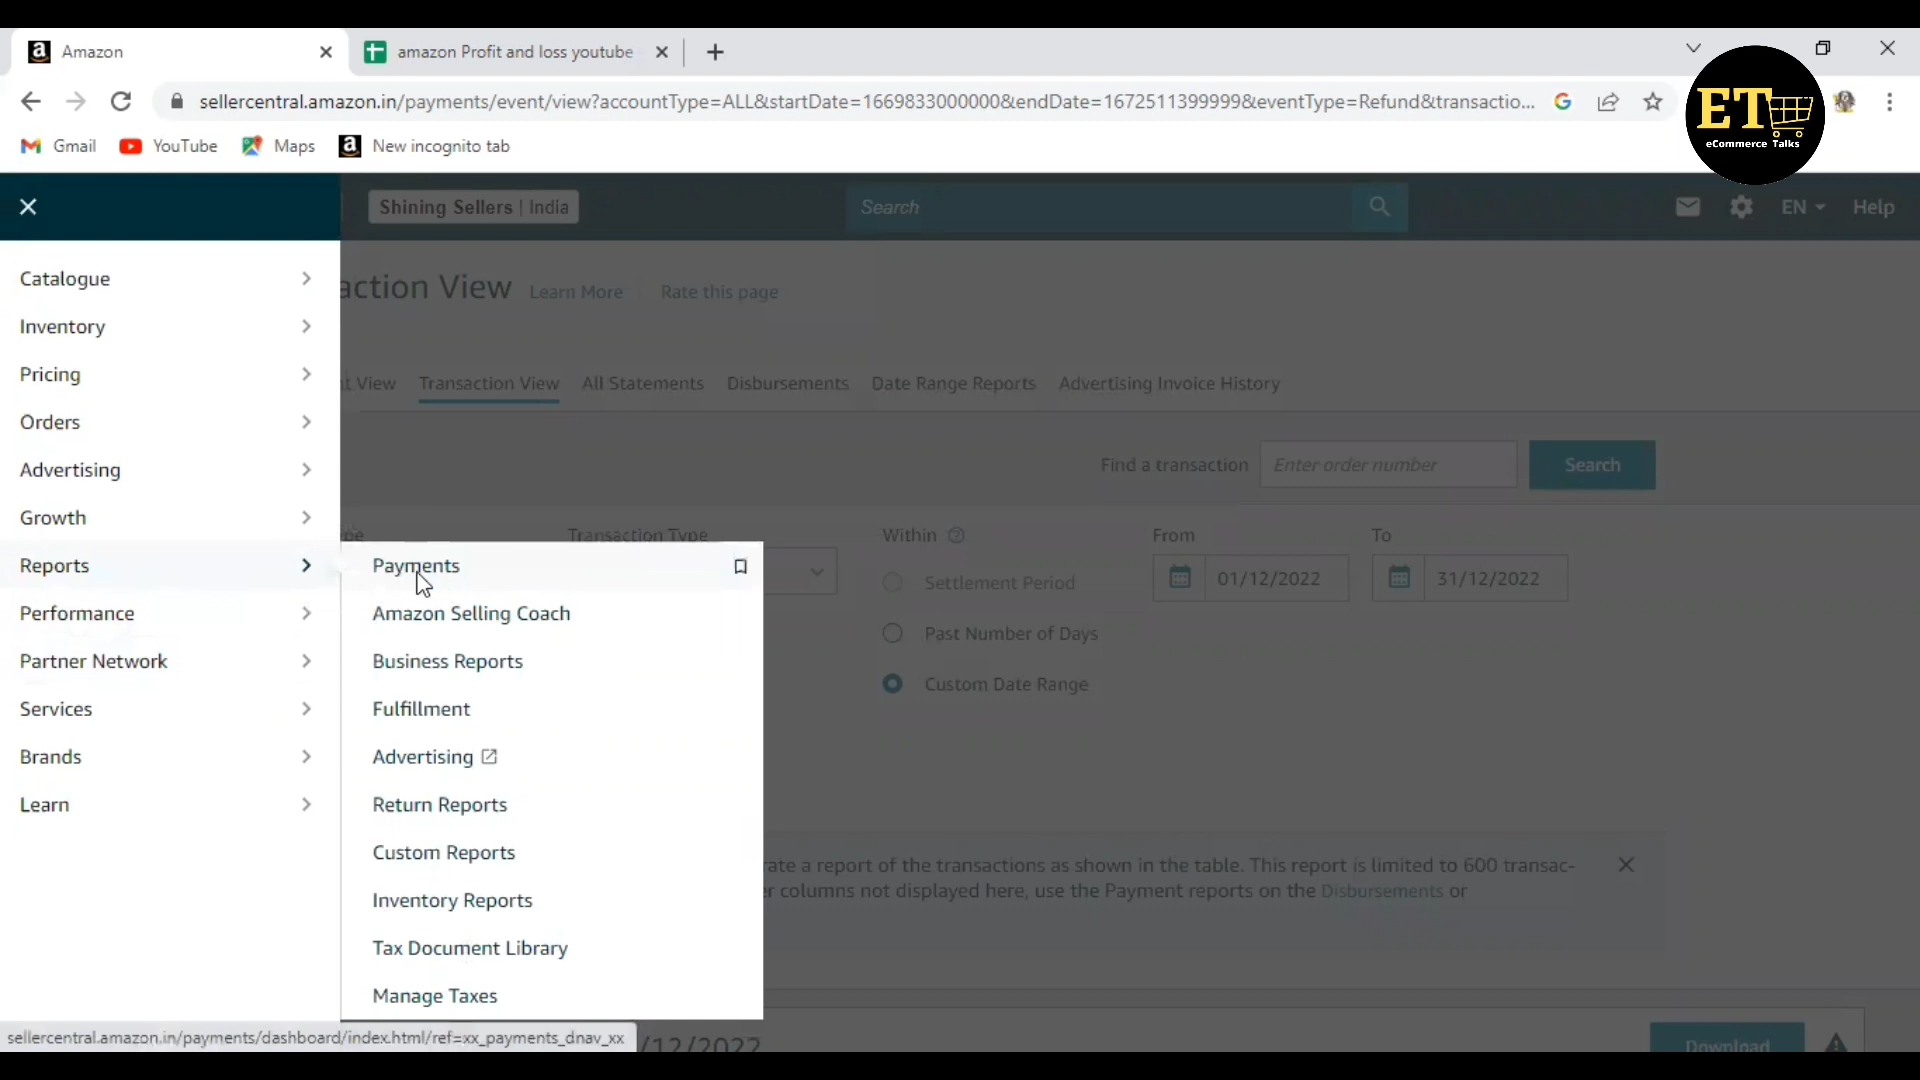 Amazon
amazon Profit and loss youtube
sellercentral.amazon.in/payments/event/view?accountType=ALL&startDate=1669833000000&endDate=1672511399999&eventType=Refund&transactio...
ET
eCommerce Talks
Gmail
YouTube
Maps
New incognito tab
Shining Sellers | India
Search
EN
Help
Catalogue
Inventory
Pricing
Orders
Advertising
Growth
Reports
Performance
Partner Network
Services
Brands
Learn
action View
Learn More
Rate this page
t View
Transaction View
All Statements
Disbursements
Date Range Reports
Advertising Invoice History
Find a transaction
Enter order number
Search
Transaction Type
Within
From
To
Settlement Period
01/12/2022
31/12/2022
Past Number of Days
Custom Date Range
Payments
Amazon Selling Coach
Business Reports
Fulfillment
Advertising
Return Reports
Custom Reports
Inventory Reports
Tax Document Library
Manage Taxes
rate a report of the transactions as shown in the table. This report is limited to 600 transac-
er columns not displayed here, use the Payment reports on the Disbursements or
sellercentral.amazon.in/payments/dashboard/index.html/ref=xx_payments_dnav_xx
/12/2022
Download